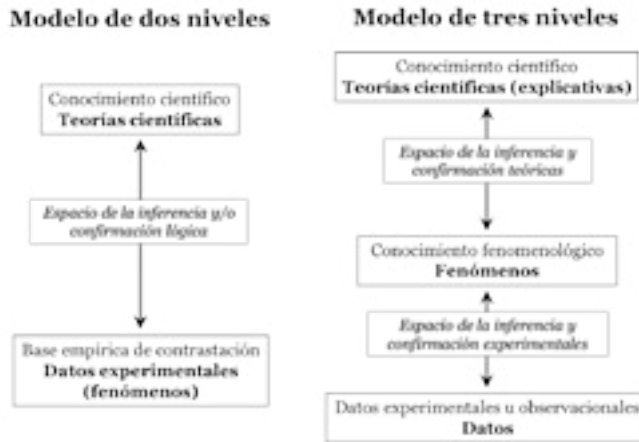 Modelo de dos niveles
Conocimiento científico
Teorías científicas
Espacio de la inferencia y/o
confirmación lógica
Base empírica de contrastación
Datos experimentales
(fenómenos)
Modelo de tres niveles
Conocimiento científico
Teorías científicas (explicativas)
Espacio de la inferencia y
confirmación teóricas
Conocimiento fenomenológico
Fenómenos
Espacio de la inferencia y
confirmación experimentales
Datos experimentales u observacionales
Datos